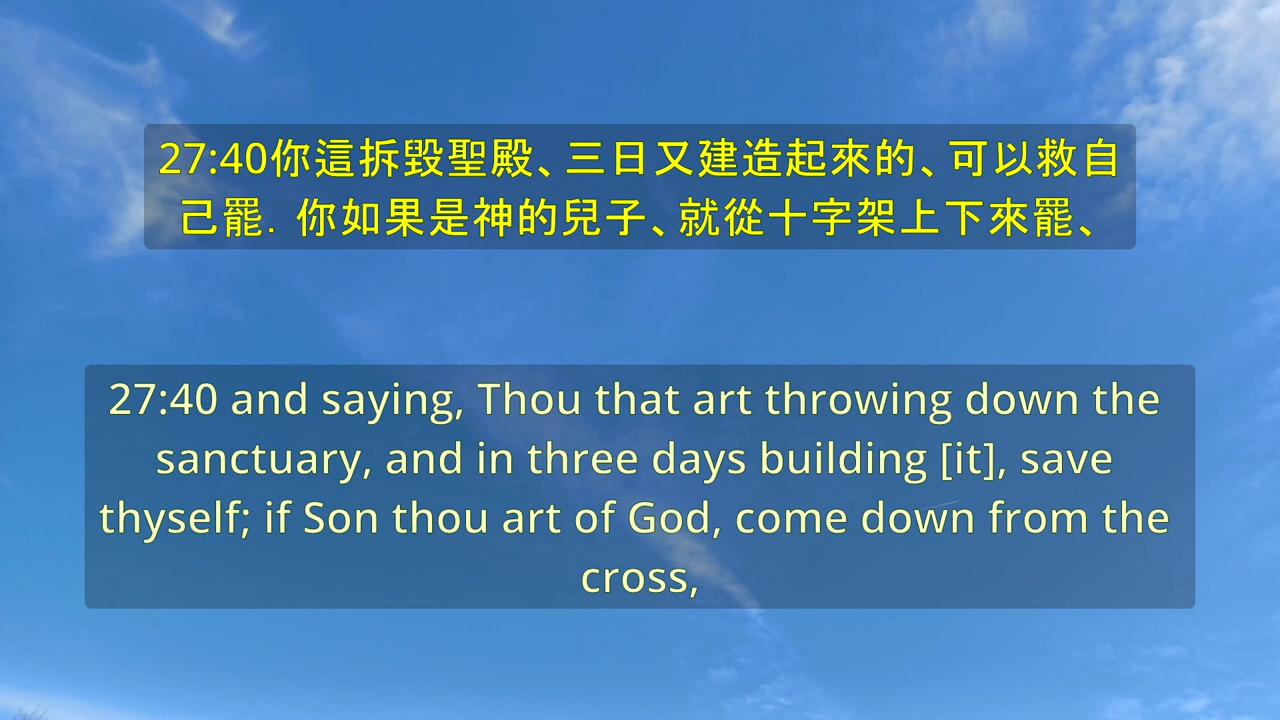 27:40你這拆毀聖殿、三日又建造起來的、可以救自
己罷. 你如果是神的兒子、就從十字架上下來罷、
27:40 and saying, Thou that art throwing down the
sanctuary, and in three days building [it], save
thyself; if Son thou art of God, come down from the
cross,